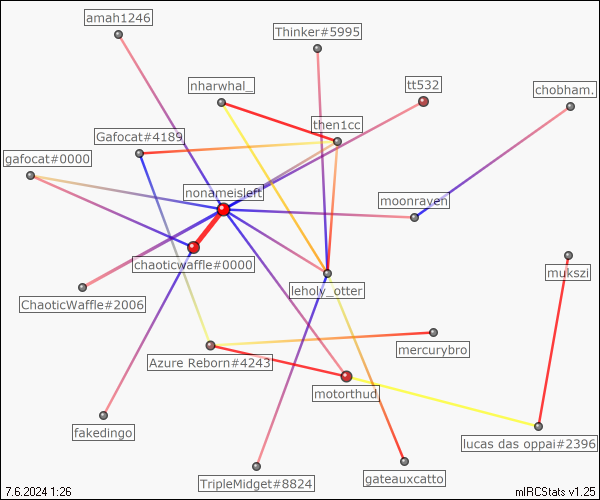 amah1246
Thinker#5995
nharwhal_
tt532
chobham.
then1cc
Gafocat#4189
gafocat#0000
nonameisleft
moonraven
chaoticwaffle#0000
mukszi
leholy_otter
ChaoticWaffle#2006
mercurybro
Azure Reborn#4243
motorthud
fakedingo
lucas das oppai#2396
TripleMidget#8824
gateauxcatto
7.6.2024 1:26
mIRCStats v1.25